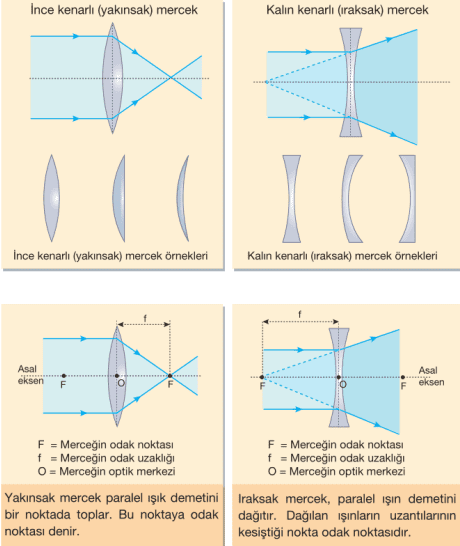 İnce kenarlı (yakınsak) mercek
Kalın kenarlı (ıraksak) mercek
İnce kenarlı (yakınsak) mercek örnekleri
Kalın kenarlı (ıraksak) mercek örnekleri
f
Asal
eksen
F
O
F
F = Merceğin odak noktası
f = Merceğin odak uzaklığı
O = Merceğin optik merkezi
Yakınsak mercek paralel ışık demetini
bir noktada toplar. Bu noktaya odak
noktası denir.
f
F
O
F
Asal
eksen
F = Merceğin odak noktası
f = Merceğin odak uzaklığı
O = Merceğin optik merkezi
Iraksak mercek, paralel ışın demetini
dağıtır. Dağılan ışınların uzantılarının
kesiştiği nokta odak noktasıdır.